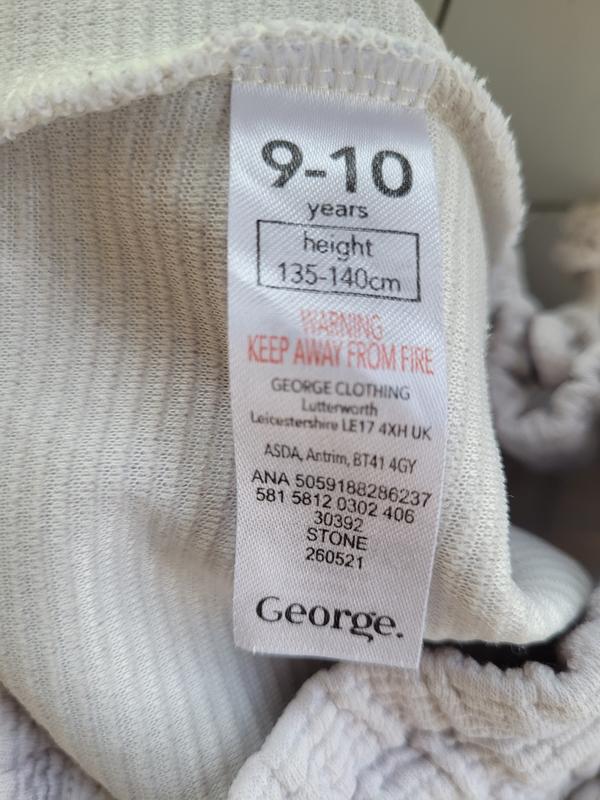 9-10
years
height
135-140cm
WARNING
KEEP AWAY FROM FIRE
GEORGE CLOTHING
Lutterworth
Leicestershire LE17 4XH UK
ASDA, Antrim, BT41 4GY
ANA 5059188286237
581 5812 0302 406
30392
STONE
260521
George.